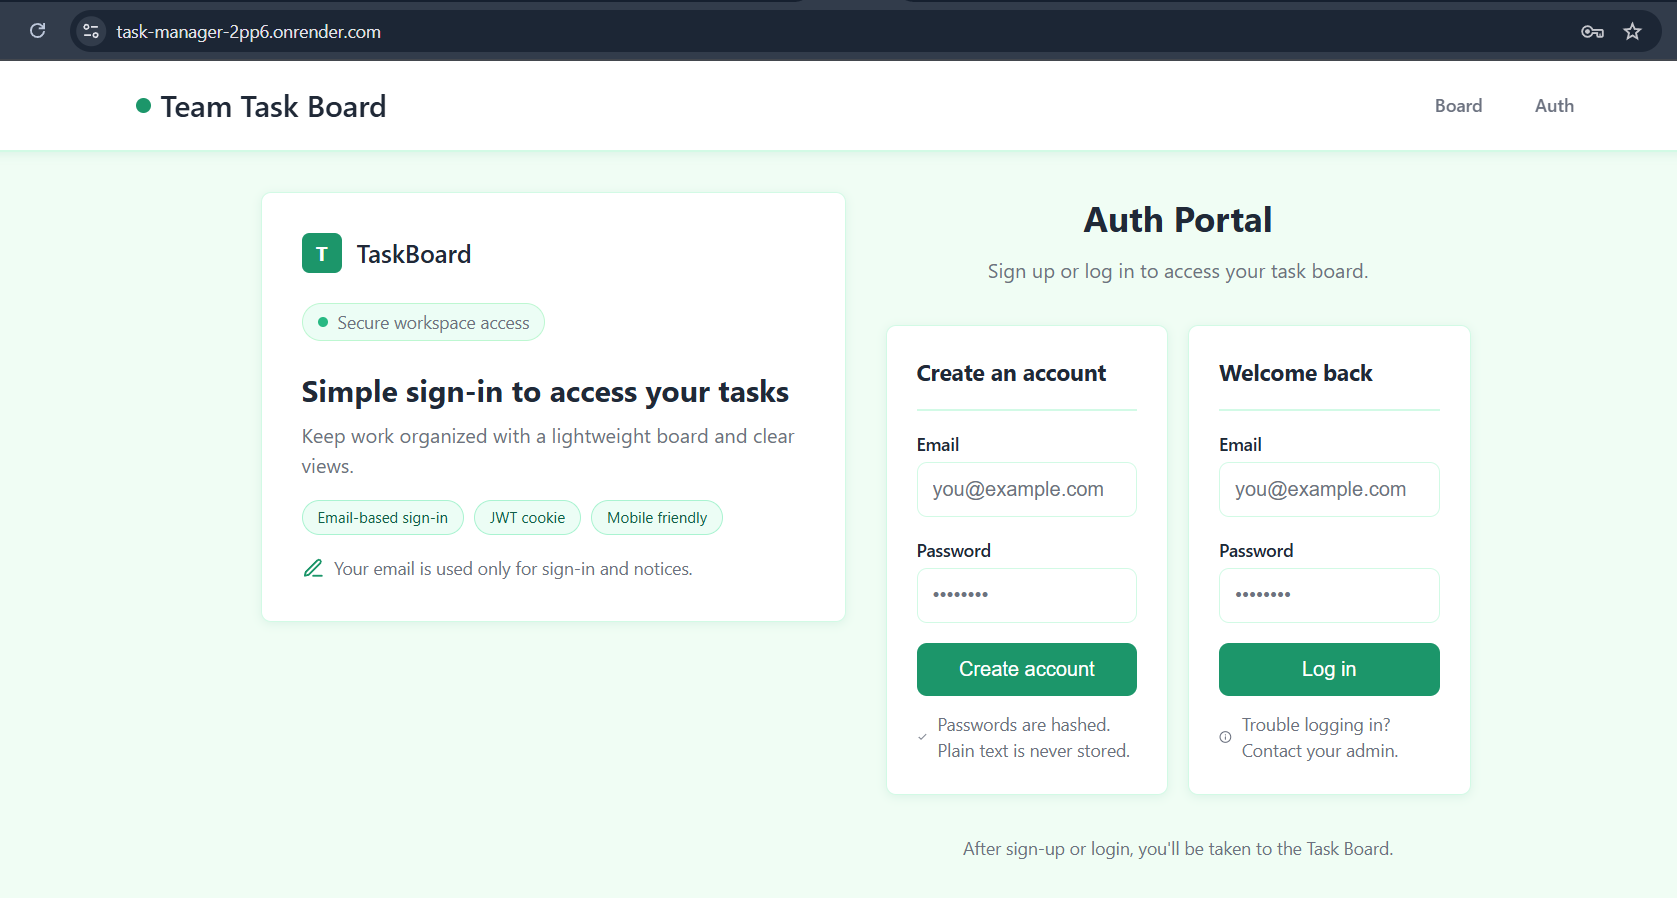 task-manager-2pp6.onrender.com
Team Task Board
Board
Auth
T
TaskBoard
Secure workspace access
Simple sign-in to access your tasks
Keep work organized with a lightweight board and clear
views.
Email-based sign-in
JWT cookie
Mobile friendly
Your email is used only for sign-in and notices.
Auth Portal
Sign up or log in to access your task board.
Create an account
Email
you@example.com
Password
••••••••
Create account
Passwords are hashed.
Plain text is never stored.
Welcome back
Email
you@example.com
Password
••••••••
Log in
Trouble logging in?
Contact your admin.
After sign-up or login, you'll be taken to the Task Board.